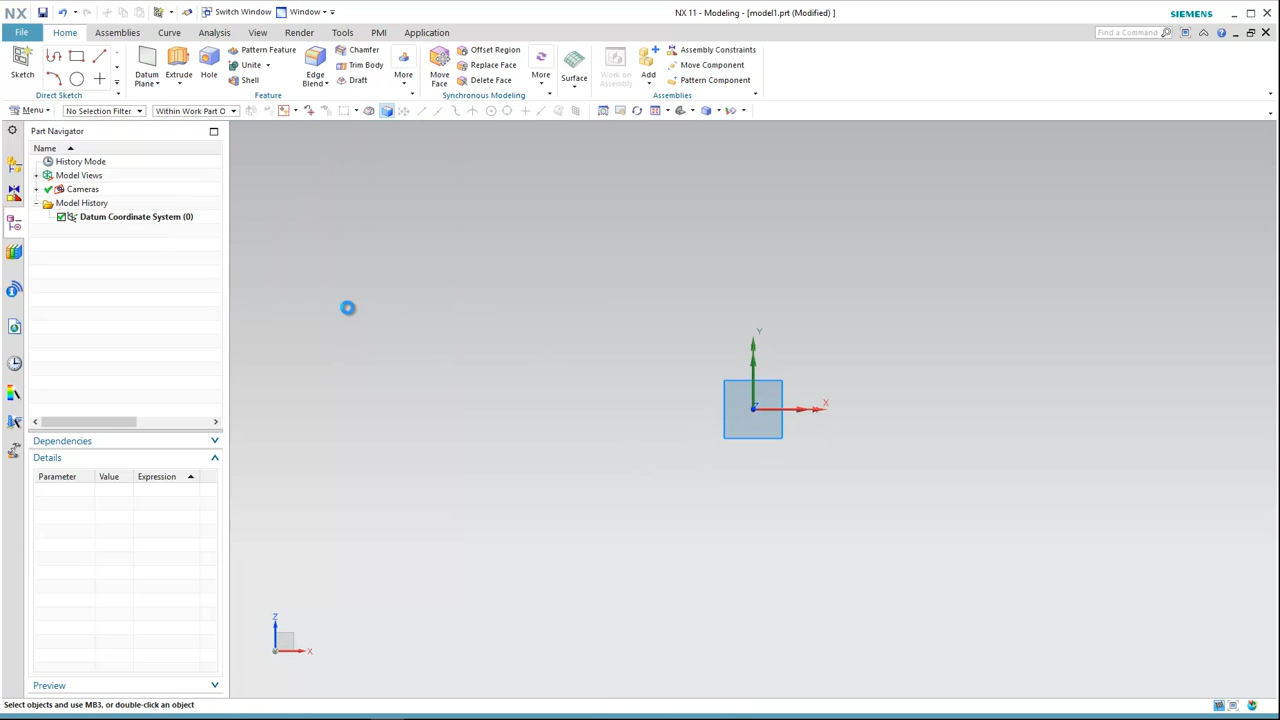 NX Switch Window Window NX 11 - Modeling - [model1.prt (Modified) ] SIEMENS
File Home Assemblies Curve Analysis View Render Tools PMI Application Find a Command
Sketch
Direct Sketch
Datum Plane
Extrude
Hole
Pattern Feature
Unite
Shell
Edge Blend
Chamfer
Trim Body
Draft
More
Feature
Move Face
Offset Region
Replace Face
Delete Face
More
Synchronous Modeling
Surface
Work on Assembly
Add
Assembly Constraints
Move Component
Pattern Component
Assemblies
Menu No Selection Filter Within Work Part O
Part Navigator
Name
History Mode
Model Views
Cameras
Model History
Datum Coordinate System (0)
Dependencies
Details
Parameter Value Expression
Preview
Y
X
Z
Z
X
Select objects and use MB3, or double-click an object